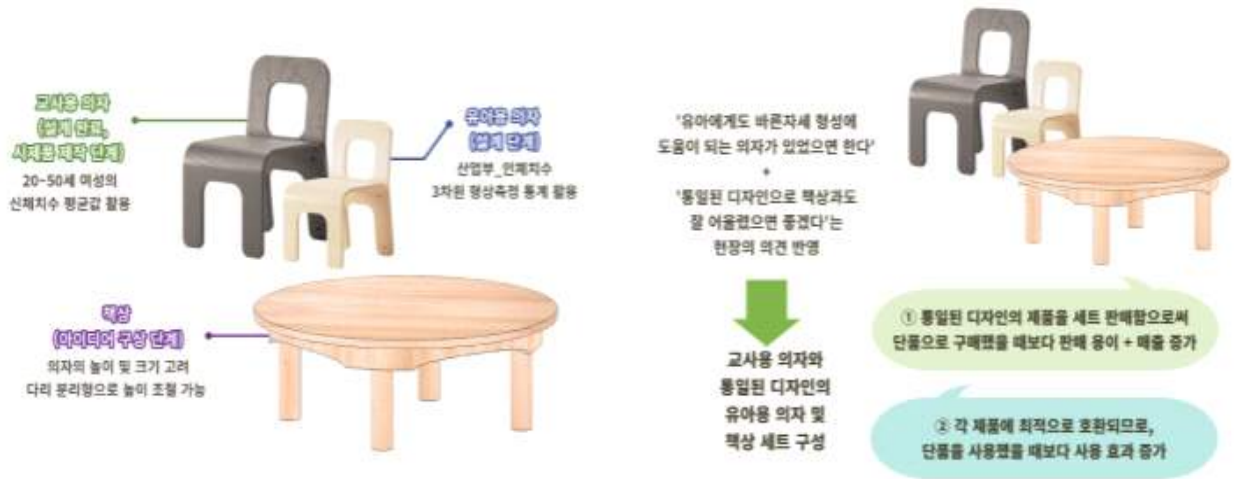 교사용 의자
(설계 완료,
시제품 제작 단계)
20~50세 여성의
신체치수 평균값 활용
유아용 의자
(설계 단계)
산업부_인체치수
3차원 형상측정 통계 활용
책상
(아이디어 구상 단계)
의자의 높이 및 크기 고려
다리 분리형으로 높이 조절 가능
'유아에게도 바른자세 형성에
도움이 되는 의자가 있었으면 한다'
+
'통일된 디자인으로 책상과도
잘 어울렸으면 좋겠다'는
현장의 의견 반영
교사용 의자와
통일된 디자인의
유아용 의자 및
책상 세트 구성
① 통일된 디자인의 제품을 세트 판매함으로써
단품으로 구매했을 때보다 판매 용이 + 매출 증가
② 각 제품에 최적으로 호환되므로,
단품을 사용했을 때보다 사용 효과 증가